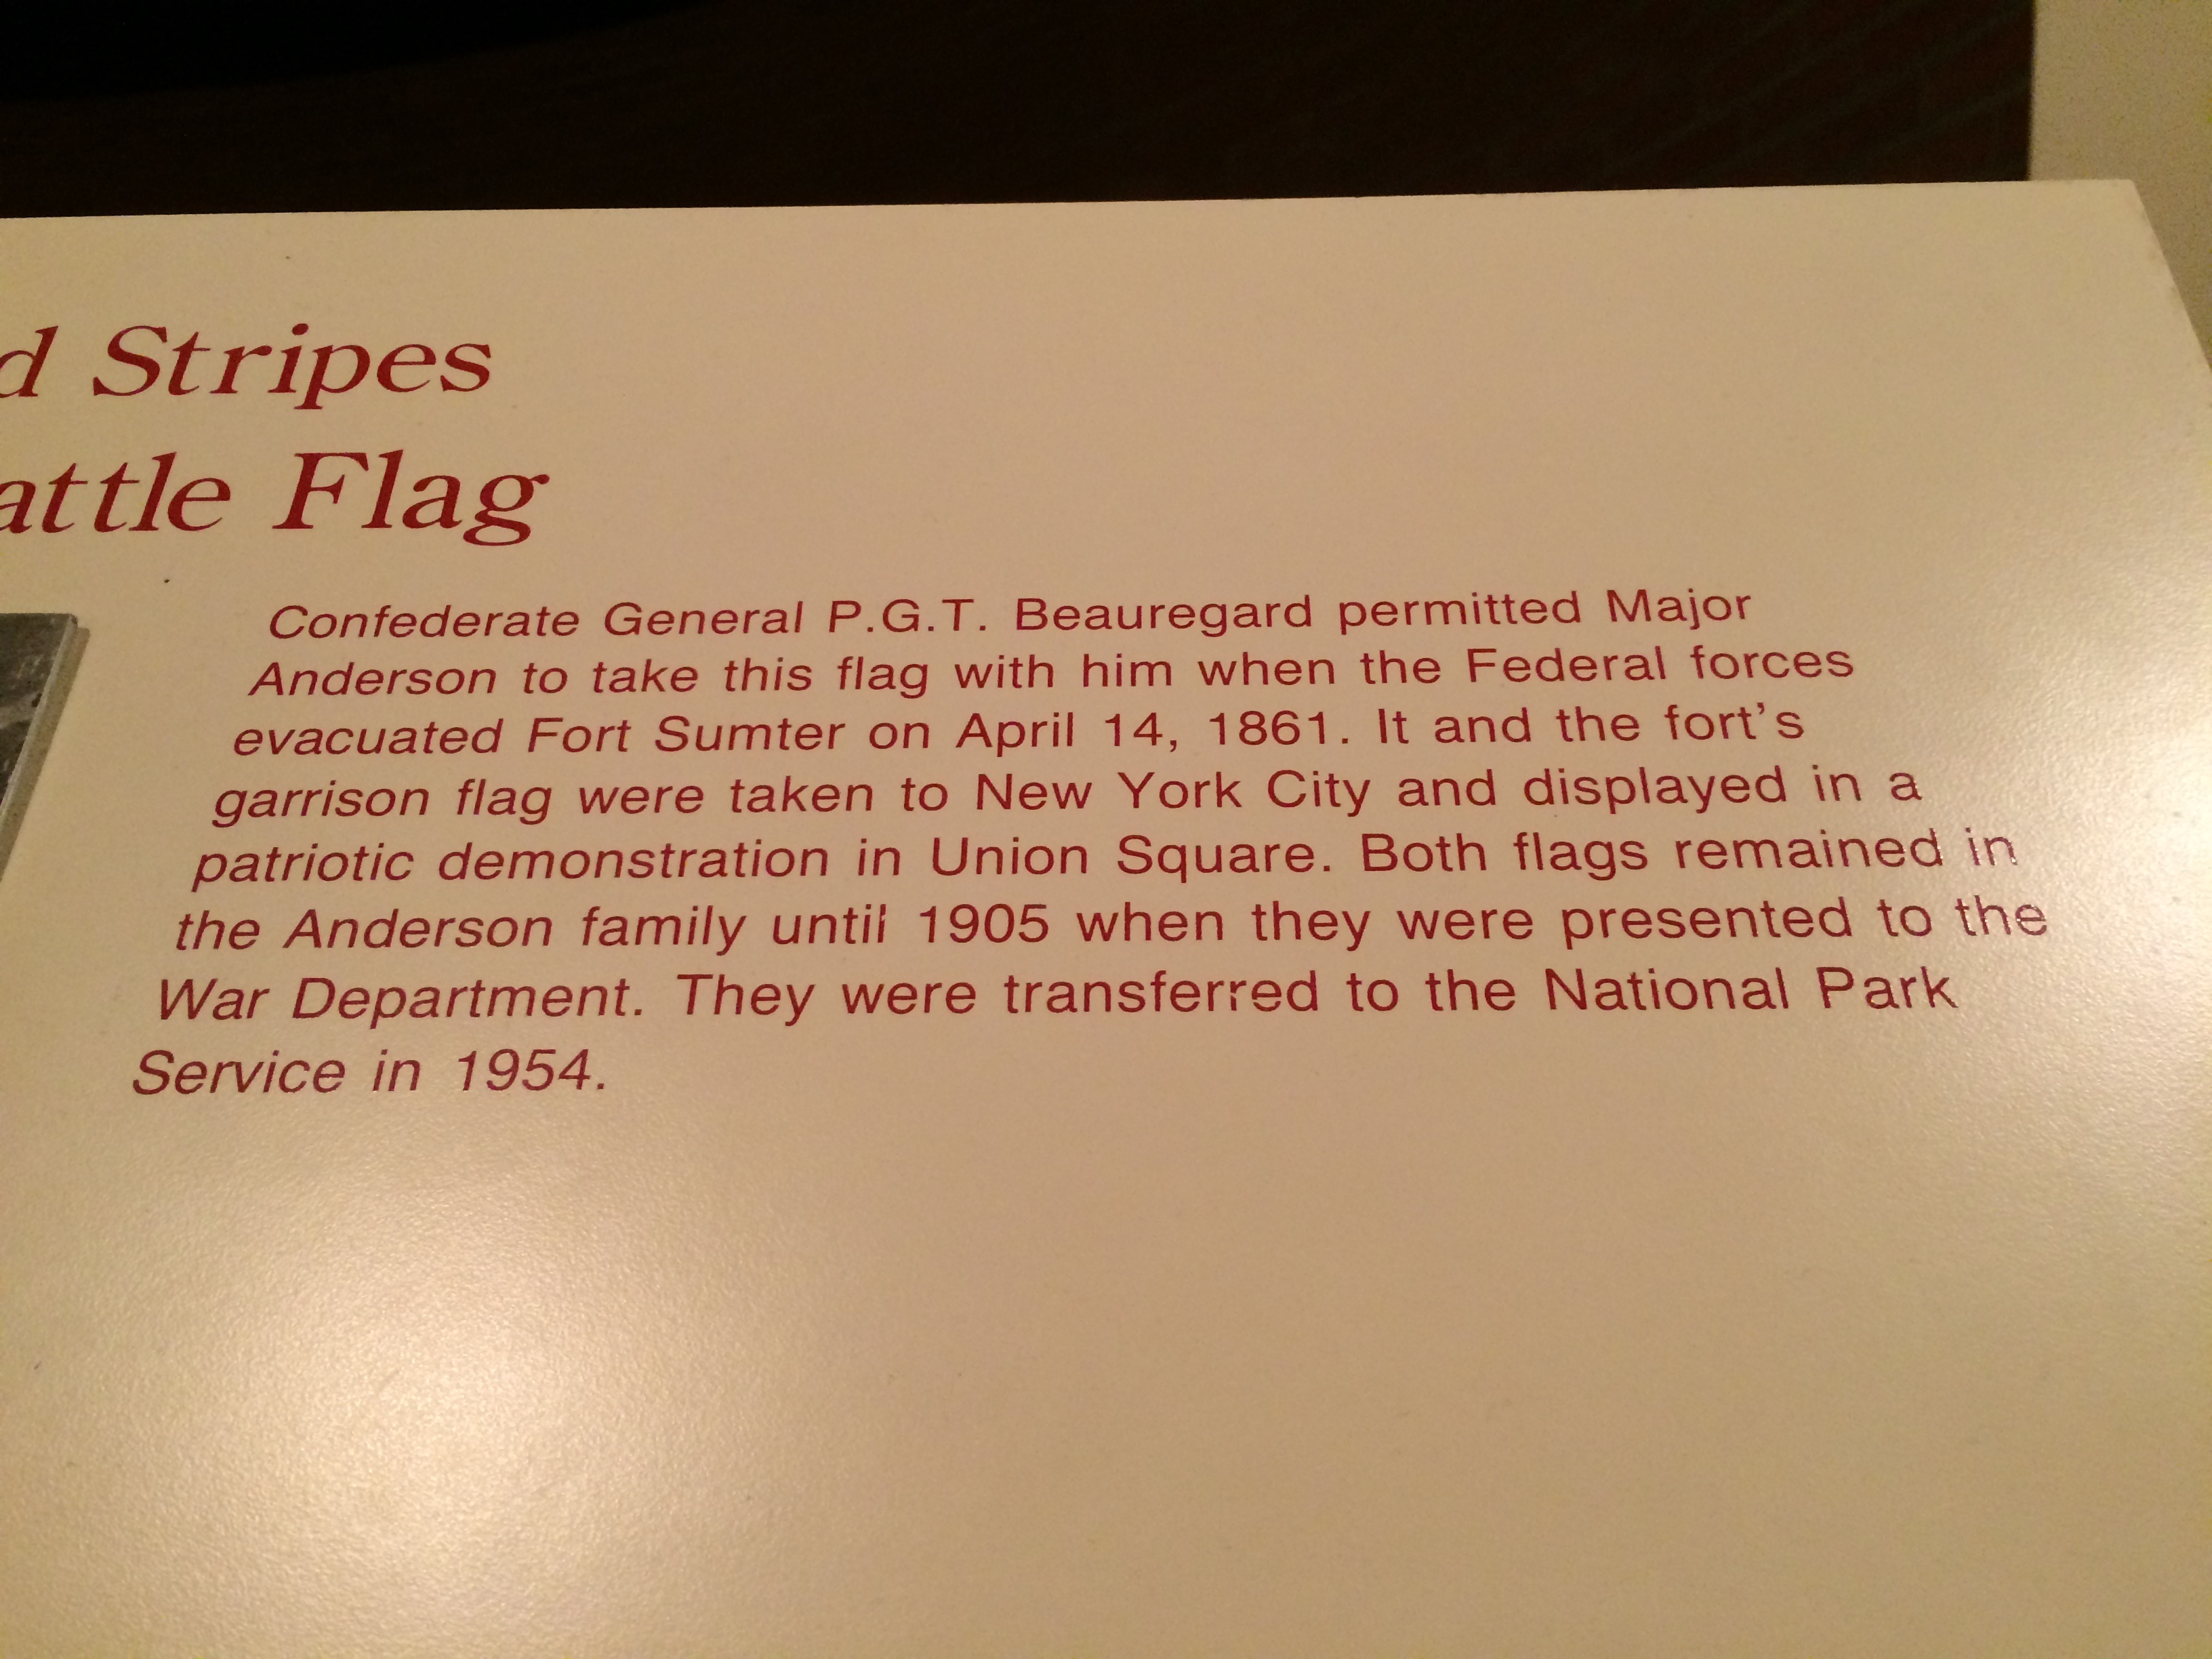 d Stripes
attle Flag
Confederate General P.G.T. Beauregard permitted Major
Anderson to take this flag with him when the Federal forces
evacuated Fort Sumter on April 14, 1861. It and the fort's
garrison flag were taken to New York City and displayed in a
patriotic demonstration in Union Square. Both flags remained in
the Anderson family until 1905 when they were presented to the
War Department. They were transferred to the National Park
Service in 1954.